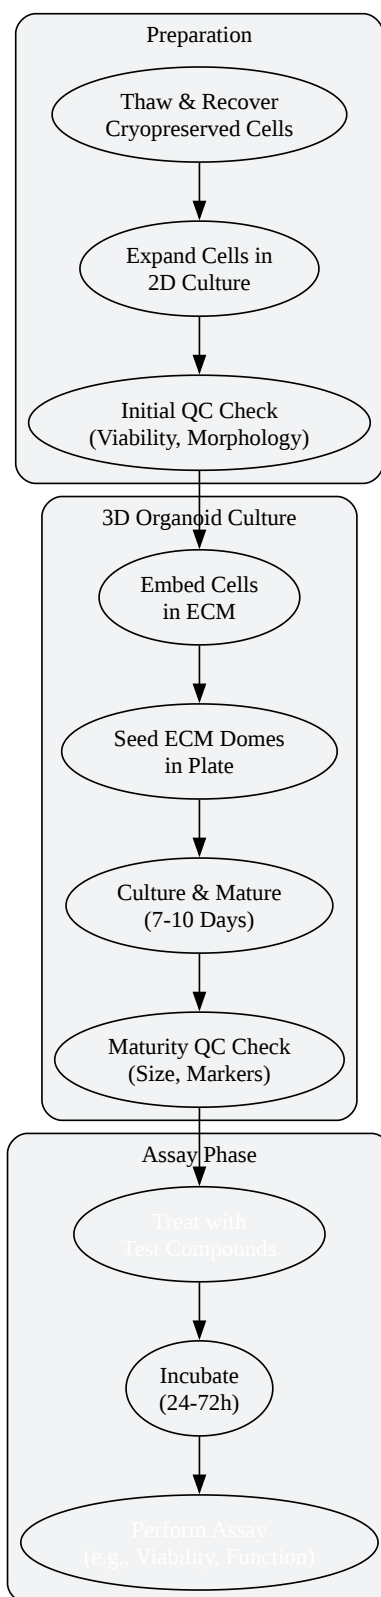 Preparation
Thaw & Recover
Cryopreserved Cells
Expand Cells in
2D Culture
Initial QC Check
(Viability, Morphology)
3D Organoid Culture
Embed Cells
in ECM
Seed ECM Domes
in Plate
Culture & Mature
(7-10 Days)
Maturity QC Check
(Size, Markers)
Assay Phase
Treat with
Test Compounds
Incubate
(24-72h)
Perform Assay
(e.g., Viability, Function)